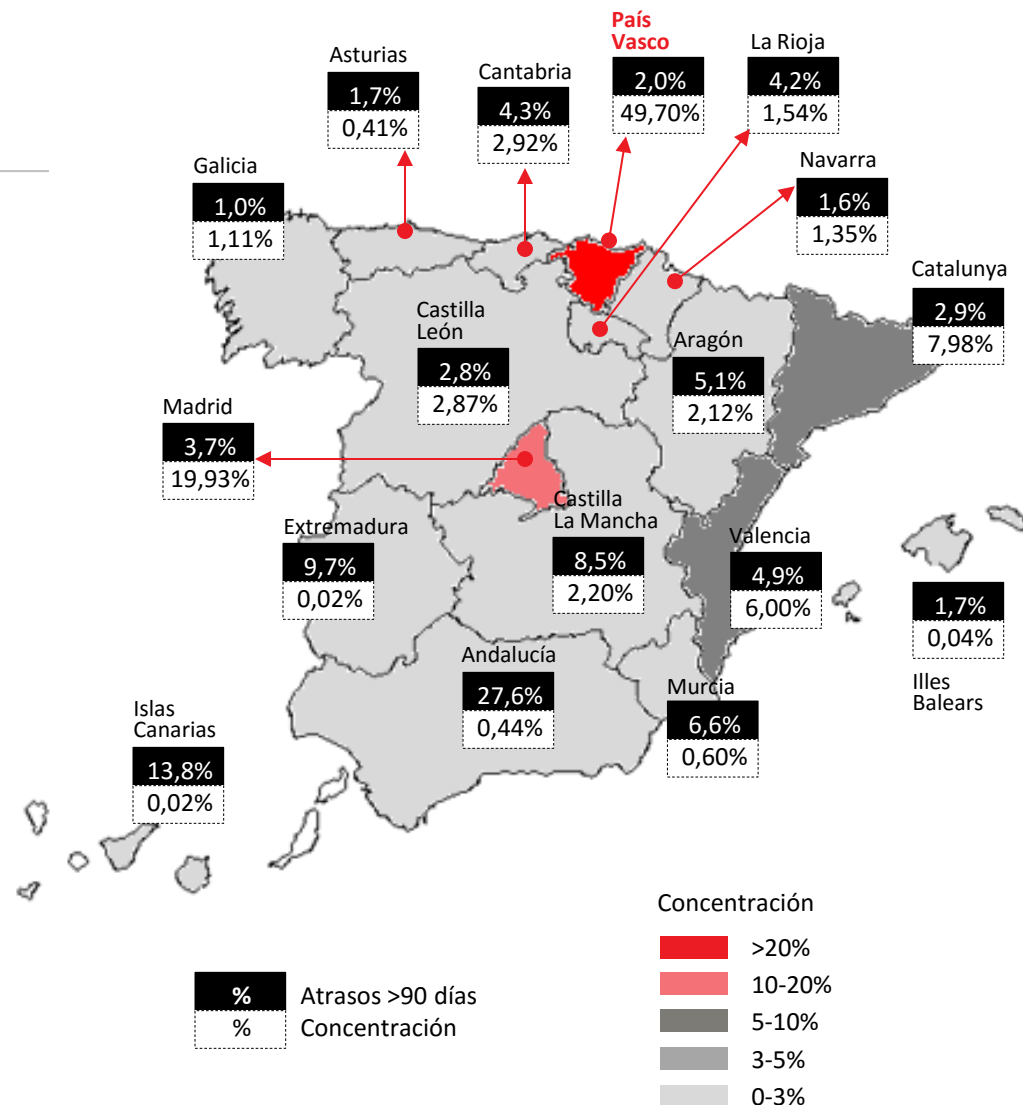 País
Vasco
2,0%
49,70%
La Rioja
4,2%
1,54%
Asturias
1,7%
0,41%
Cantabria
4,3%
2,92%
Navarra
1,6%
1,35%
Galicia
1,0%
1,11%
Catalunya
2,9%
7,98%
Castilla
León
2,8%
2,87%
Aragón
5,1%
2,12%
Madrid
3,7%
19,93%
Castilla
La Mancha
8,5%
2,20%
Extremadura
9,7%
0,02%
Valencia
4,9%
6,00%
1,7%
0,04%
Illes
Balears
Andalucía
27,6%
0,44%
Murcia
6,6%
0,60%
Islas
Canarias
13,8%
0,02%
Concentración
>20%
10-20%
5-10%
3-5%
0-3%
% Atrasos >90 días
% Concentración